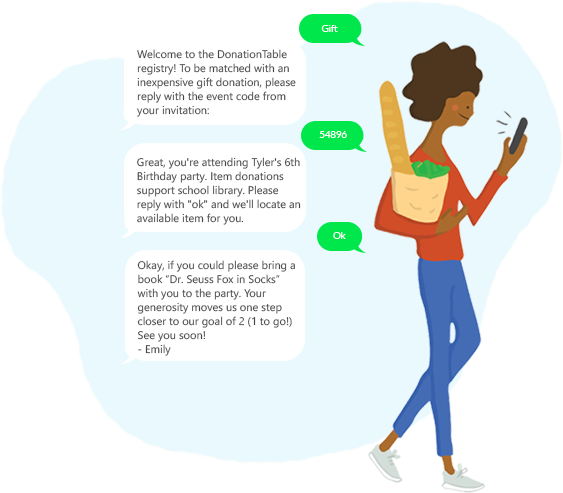 Gift
Welcome to the DonationTable
registry! To be matched with an
inexpensive gift donation, please
reply with the event code from
your invitation:
54896
Great, you're attending Tyler's 6th
Birthday party. Item donations
support school library. Please
reply with "ok" and we'll locate an
available item for you.
Ok
Okay, if you could please bring a
book "Dr. Seuss Fox in Socks"
with you to the party. Your
generosity moves us one step
closer to our goal of 2 (1 to go!)
See you soon!
- Emily